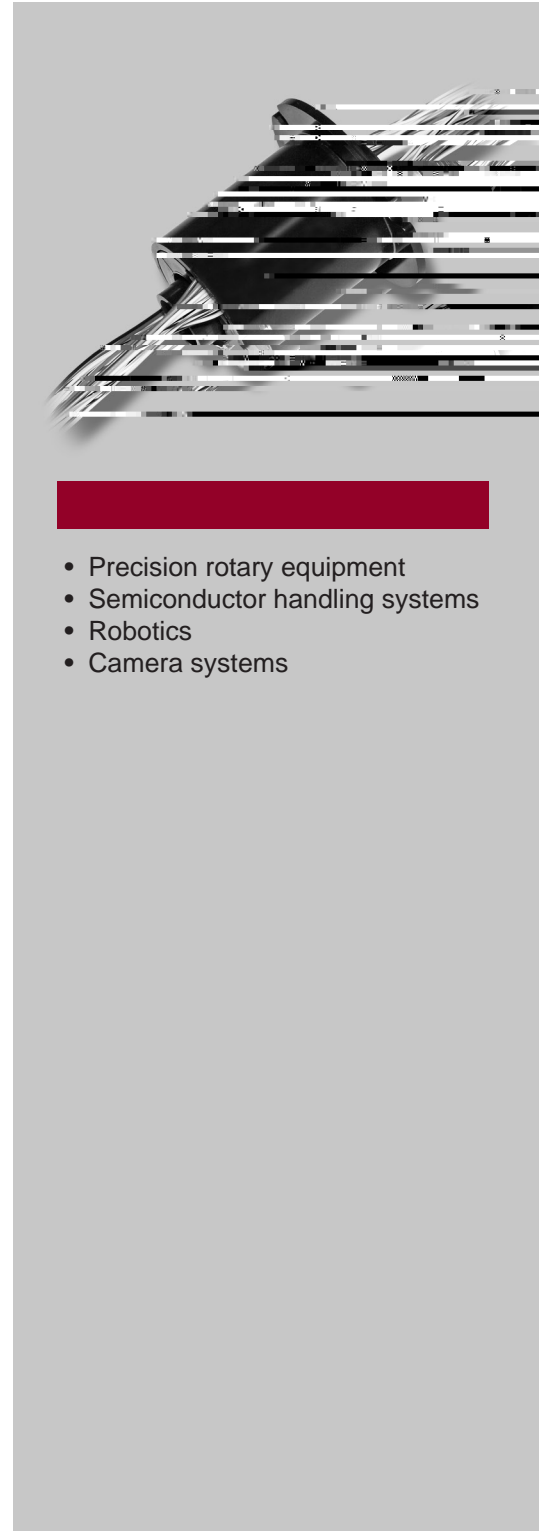 • Precision rotary equipment
• Semiconductor handling systems
• Robotics
• Camera systems